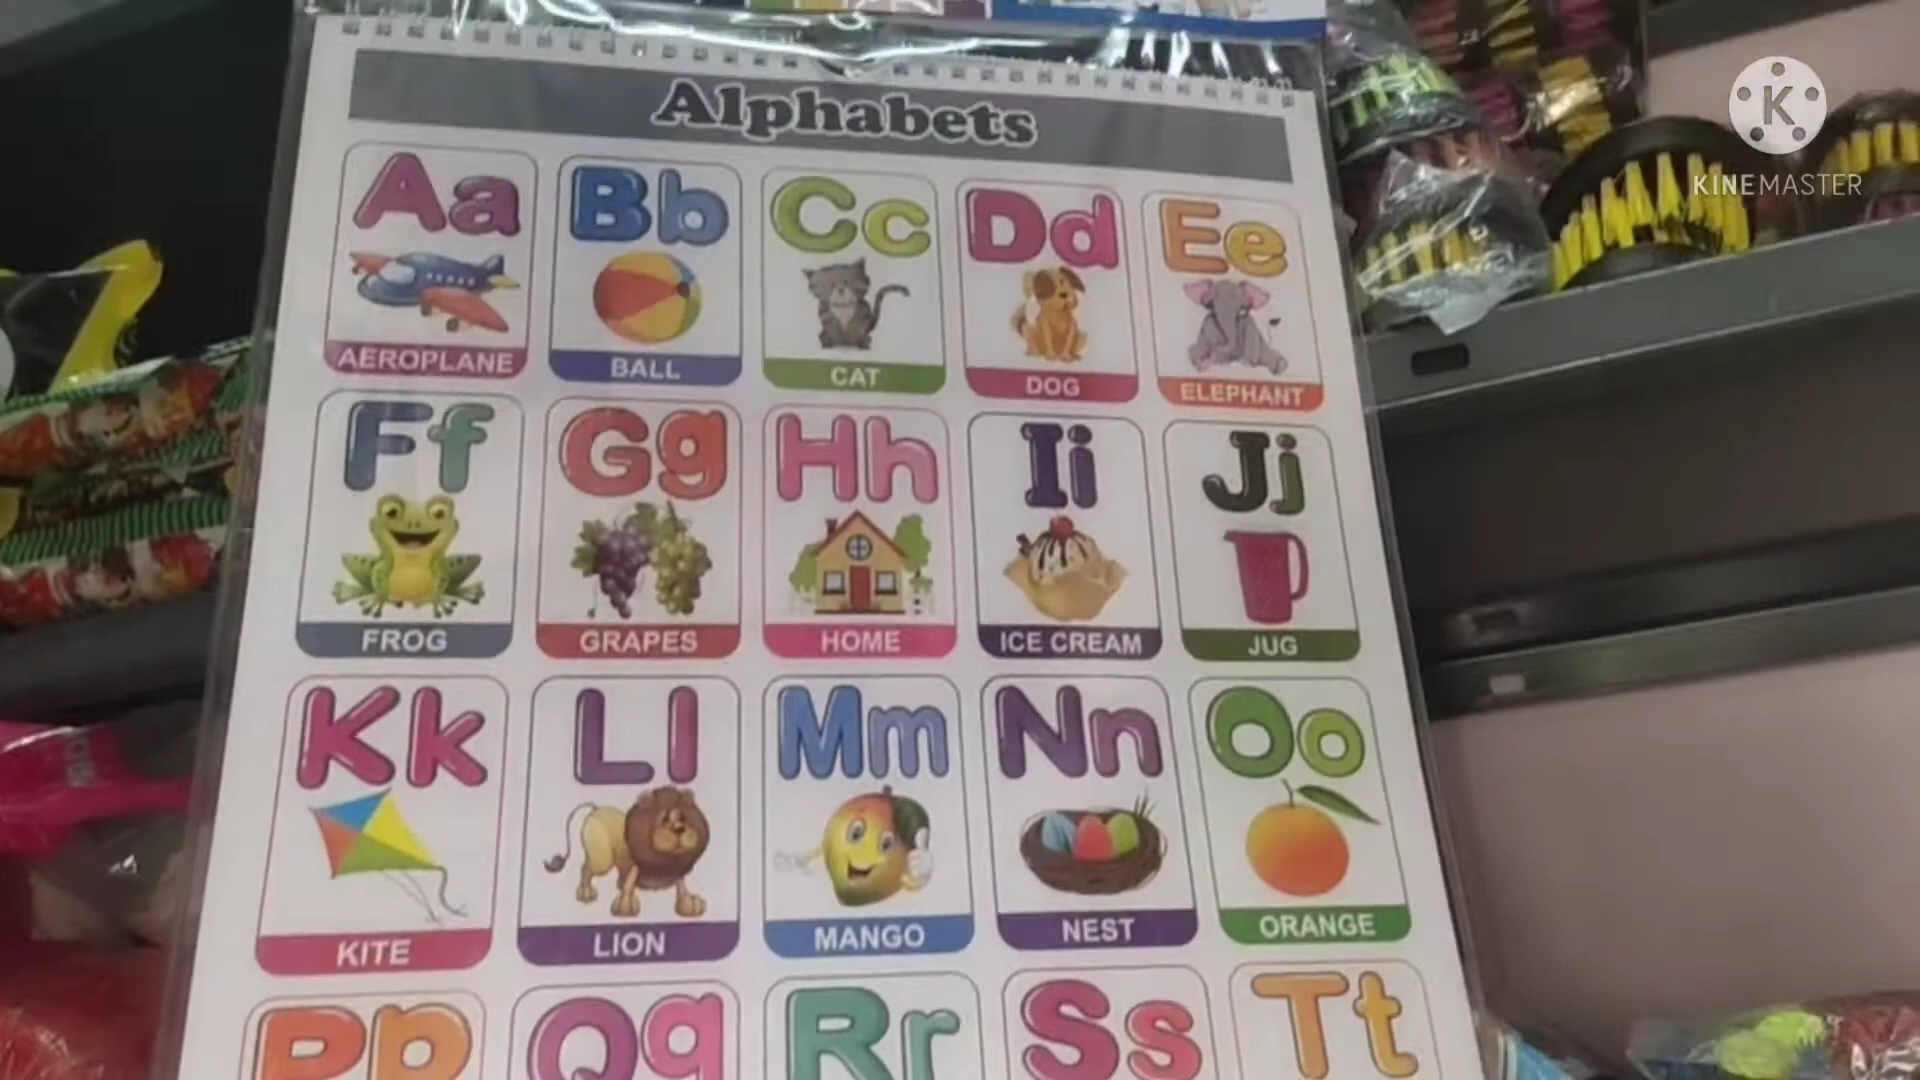 Alphabets
Aa Bb Cc Dd Ee
AEROPLANE BALL CAT DOG ELEPHANT
Ff Gg Hh Ii Jj
FROG GRAPES HOME ICE CREAM JUG
Kk Ll Mm Nn Oo
KITE LION MANGO NEST ORANGE
Pp Qq Rr Ss Tt
K
KINEMASTER